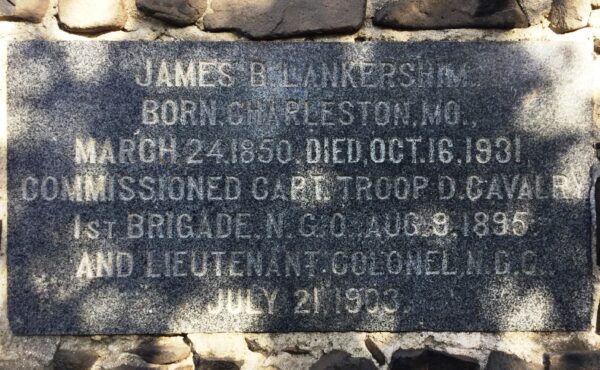 JAMES B. LANKERSHIM.
BORN, CHARLESTON, MO.,
MARCH 24, 1850. DIED, OCT. 16, 1931
COMMISSIONED CAPT. TROOP D. CAVALRY
1ST BRIGADE, N. G. C., AUG. 9, 1895
AND LIEUTENANT-COLONEL, N. G. C.,
JULY 21, 1903.